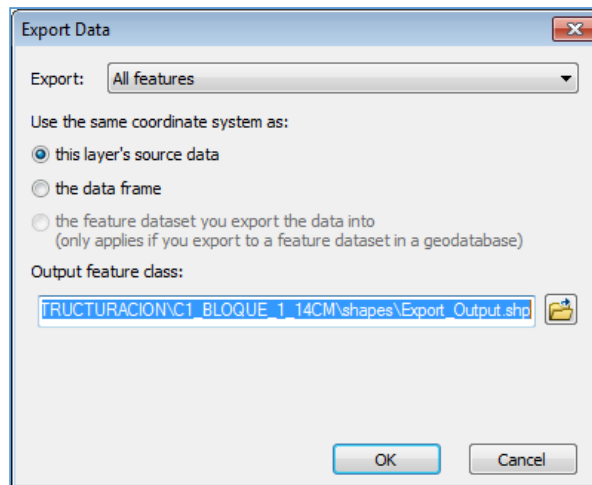 Export Data
Export: All features
Use the same coordinate system as:
this layer's source data
the data frame
the feature dataset you export the data into
(only applies if you export to a feature dataset in a geodatabase)
Output feature class:
TRUCTURACION\C1_BLOQUE_1_14CM\shapes\Export_Output.shp
OK Cancel